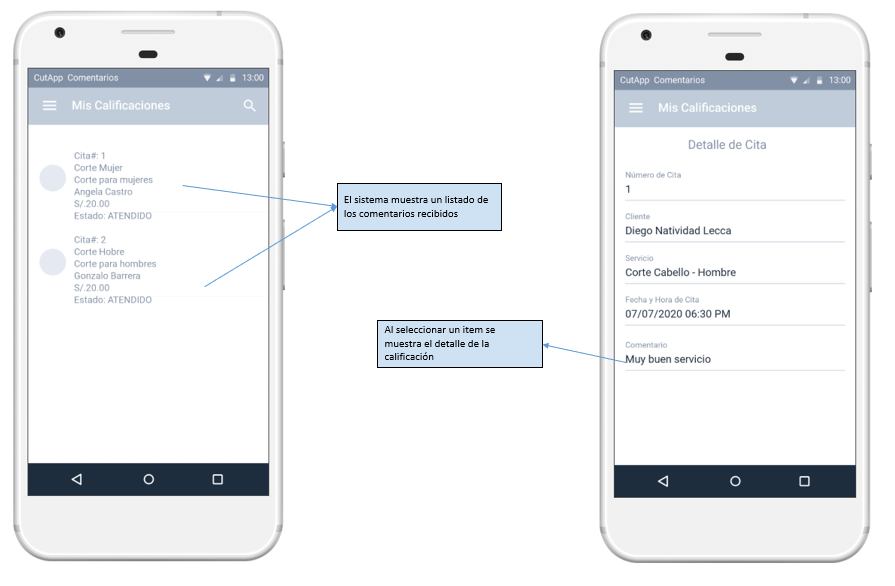 CutApp Comentarios 13:00
Mis Calificaciones
Cita#: 1
Corte Mujer
Corte para mujeres
Angela Castro
S/.20.00
Estado: ATENDIDO
Cita#: 2
Corte Hobre
Corte para hombres
Gonzalo Barrera
S/.20.00
Estado: ATENDIDO
El sistema muestra un listado de
los comentarios recibidos
Al seleccionar un item se
muestra el detalle de la
calificación
CutApp Comentarios 13:00
Mis Calificaciones
Detalle de Cita
Número de Cita
1
Cliente
Diego Natividad Lecca
Servicio
Corte Cabello - Hombre
Fecha y Hora de Cita
07/07/2020 06:30 PM
Comentario
Muy buen servicio